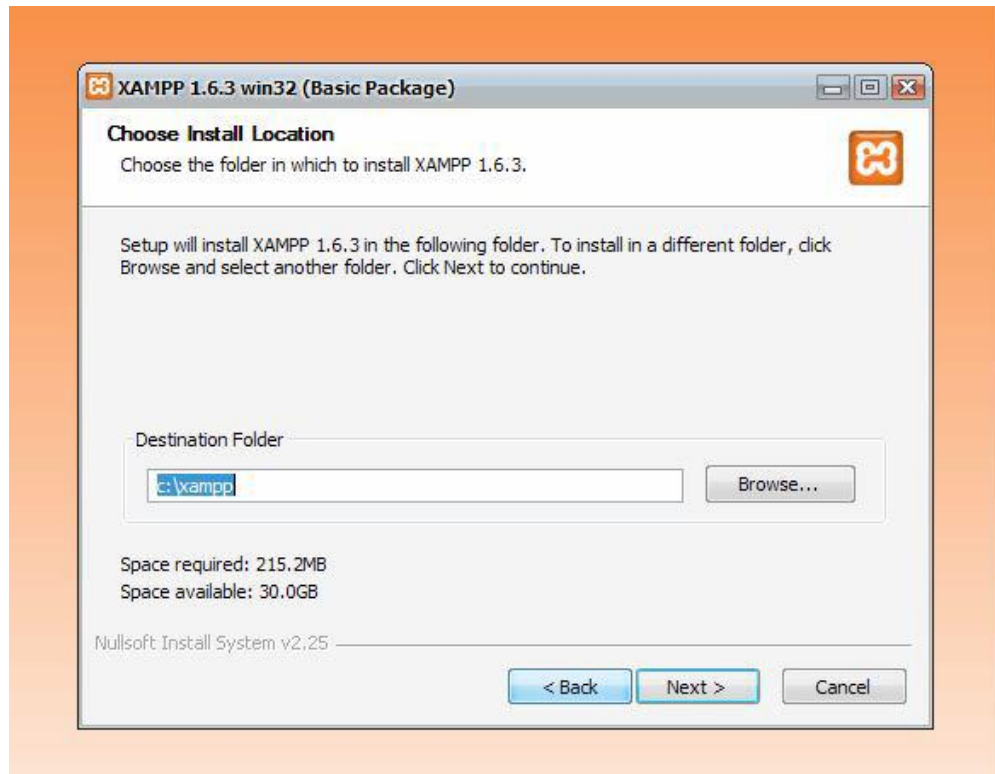 XAMPP 1.6.3 win32 (Basic Package)
Choose Install Location
Choose the folder in which to install XAMPP 1.6.3.
Setup will install XAMPP 1.6.3 in the following folder. To install in a different folder, click
Browse and select another folder. Click Next to continue.
Destination Folder
c:\xampp
Browse...
Space required: 215.2MB
Space available: 30.0GB
Nullsoft Install System v2.25
< Back
Next >
Cancel